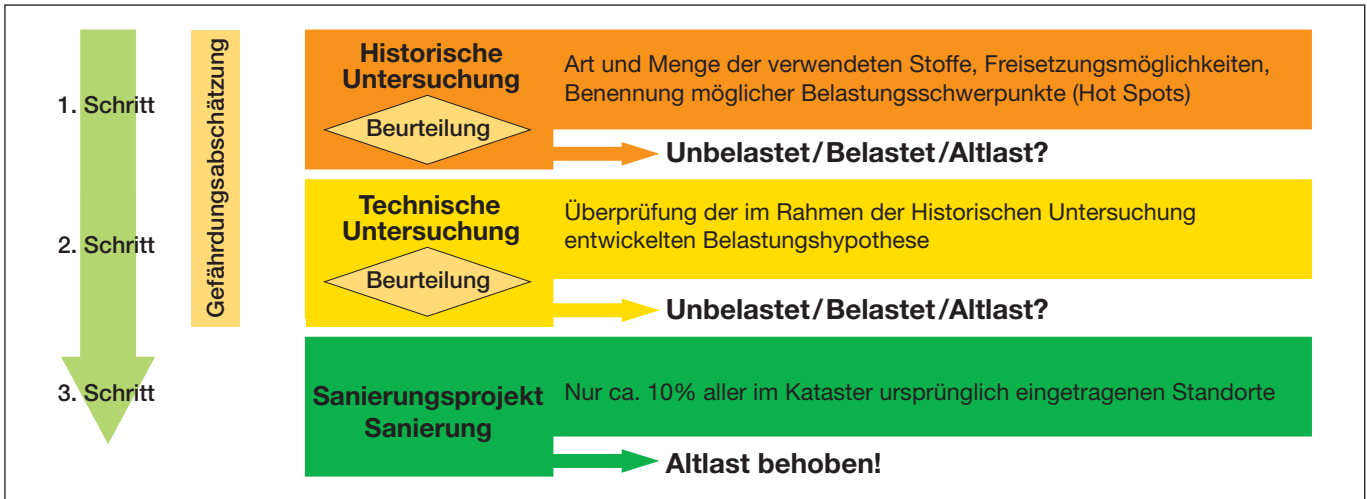 Gefährdungsabschätzung
1. Schritt
Historische
Untersuchung
Beurteilung
Art und Menge der verwendeten Stoffe, Freisetzungsmöglichkeiten,
Benennung möglicher Belastungsschwerpunkte (Hot Spots)
Unbelastet/Belastet/Altlast?
2. Schritt
Technische
Untersuchung
Beurteilung
Überprüfung der im Rahmen der Historischen Untersuchung
entwickelten Belastungshypothese
Unbelastet/Belastet/Altlast?
3. Schritt
Sanierungsprojekt
Sanierung
Nur ca. 10% aller im Kataster ursprünglich eingetragenen Standorte
Altlast behoben!